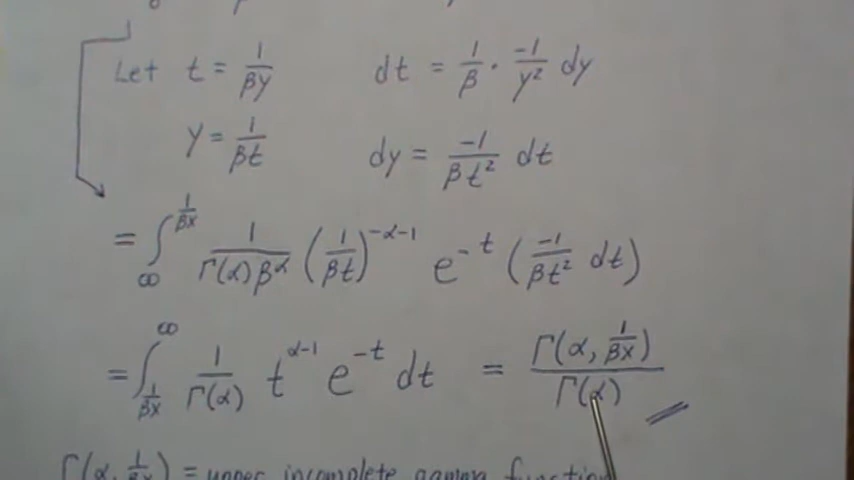 Let t = 1/βy    dt = 1/β · -1/y² dy
y = 1/βt    dy = -1/βt² dt
= ∫_∞^{1/βx} 1/(Γ(α)β^α) (1/βt)^{-α-1} e^{-t} (-1/βt² dt)
= ∫_{1/βx}^∞ 1/Γ(α) t^{α-1} e^{-t} dt = Γ(α, 1/βx)/Γ(α)
Γ(α, 1/βx) = upper incomplete gamma function